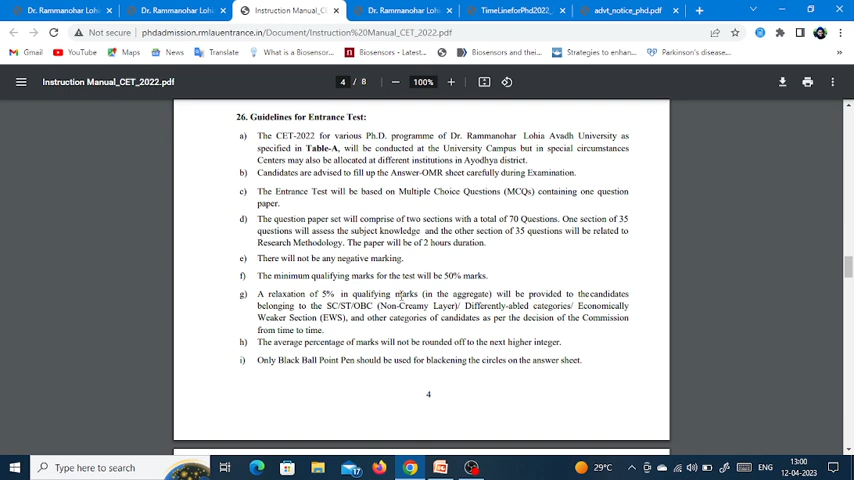 Dr. Rammanohar Lohi
Dr. Rammanohar Lohi
Instruction Manual_C
Dr. Rammanohar Lohi
TimeLineforPhd2022_
advt_notice_phd.pdf
Not secure
phdadmission.rmlauentrance.in/Document/Instruction%20Manual_CET_2022.pdf
Gmail YouTube Maps News Translate What is a Biosensor... Biosensors - Latest... Biosensors and thei... Strategies to enhan... Parkinson's disease...
Instruction Manual_CET_2022.pdf 4 / 8 100%
26. Guidelines for Entrance Test:
a) The CET-2022 for various Ph.D. programme of Dr. Rammanohar Lohia Avadh University as
specified in Table-A, will be conducted at the University Campus but in special circumstances
Centers may also be allocated at different institutions in Ayodhya district.
b) Candidates are advised to fill up the Answer-OMR sheet carefully during Examination.
c) The Entrance Test will be based on Multiple Choice Questions (MCQs) containing one question
paper.
d) The question paper set will comprise of two sections with a total of 70 Questions. One section of 35
questions will assess the subject knowledge and the other section of 35 questions will be related to
Research Methodology. The paper will be of 2 hours duration.
e) There will not be any negative marking.
f) The minimum qualifying marks for the test will be 50% marks.
g) A relaxation of 5% in qualifying marks (in the aggregate) will be provided to thecandidates
belonging to the SC/ST/OBC (Non-Creamy Layer)/ Differently-abled categories/ Economically
Weaker Section (EWS), and other categories of candidates as per the decision of the Commission
from time to time.
h) The average percentage of marks will not be rounded off to the next higher integer.
i) Only Black Ball Point Pen should be used for blackening the circles on the answer sheet.
4
Type here to search
17
29°C
ENG
13:00
12-04-2023